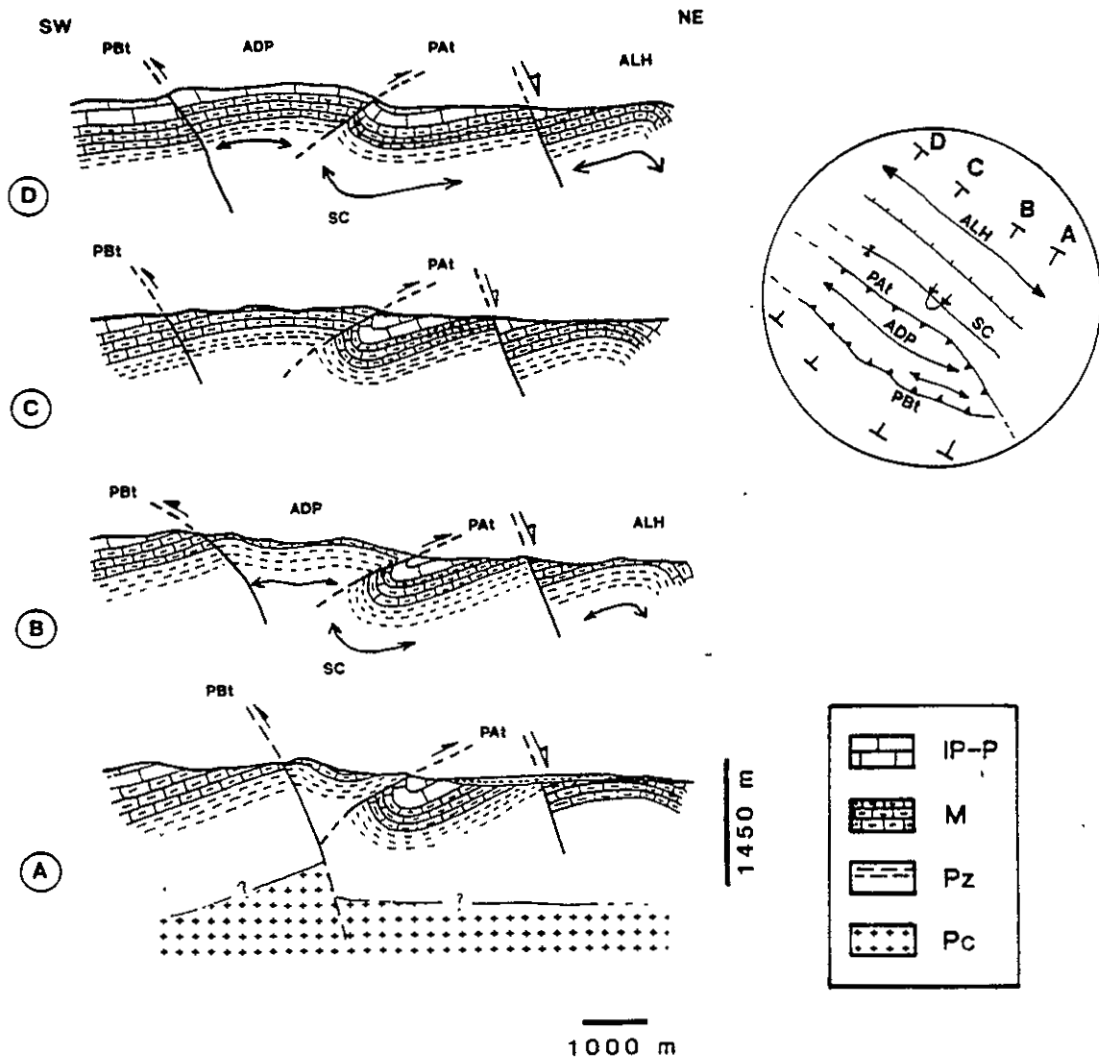 SW
NE
PBt
ADP
PAt
ALH
D
SC
PBt
PAt
C
PBt
ADP
PAt
ALH
B
SC
PBt
PAt
A
?
?
1450 m
1000 m
D
C
B
A
ALH
PAt
SC
ADP
PBt
IP-P
M
Pz
Pc